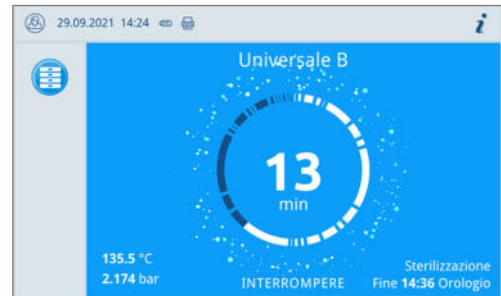 29.09.2021 14:24
i
Universale B
13
min
135.5 °C
2.174 bar
INTERROMPERE
Sterilizzazione
Fine 14:36 Orologio